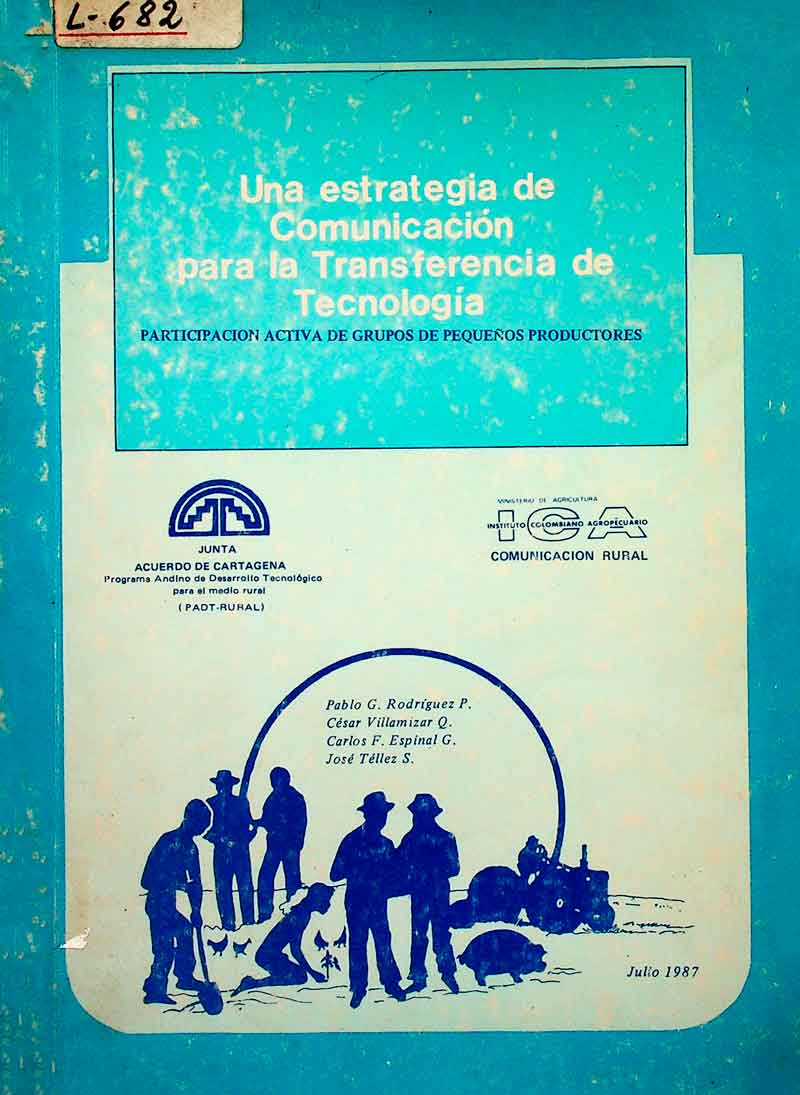 L-682
Una estrategia de
Comunicación
para la Transferencia de
Tecnología
PARTICIPACION ACTIVA DE GRUPOS DE PEQUEÑOS PRODUCTORES
JUNTA
ACUERDO DE CARTAGENA
Programa Andino de Desarrollo Tecnológico
para el medio rural
(PADT-RURAL)
MINISTERIO DE AGRICULTURA
ICA
INSTITUTO COLOMBIANO AGROPECUARIO
COMUNICACION RURAL
Pablo G. Rodríguez P.
César Villamizar Q.
Carlos F. Espinal G.
José Téllez S.
Julio 1987